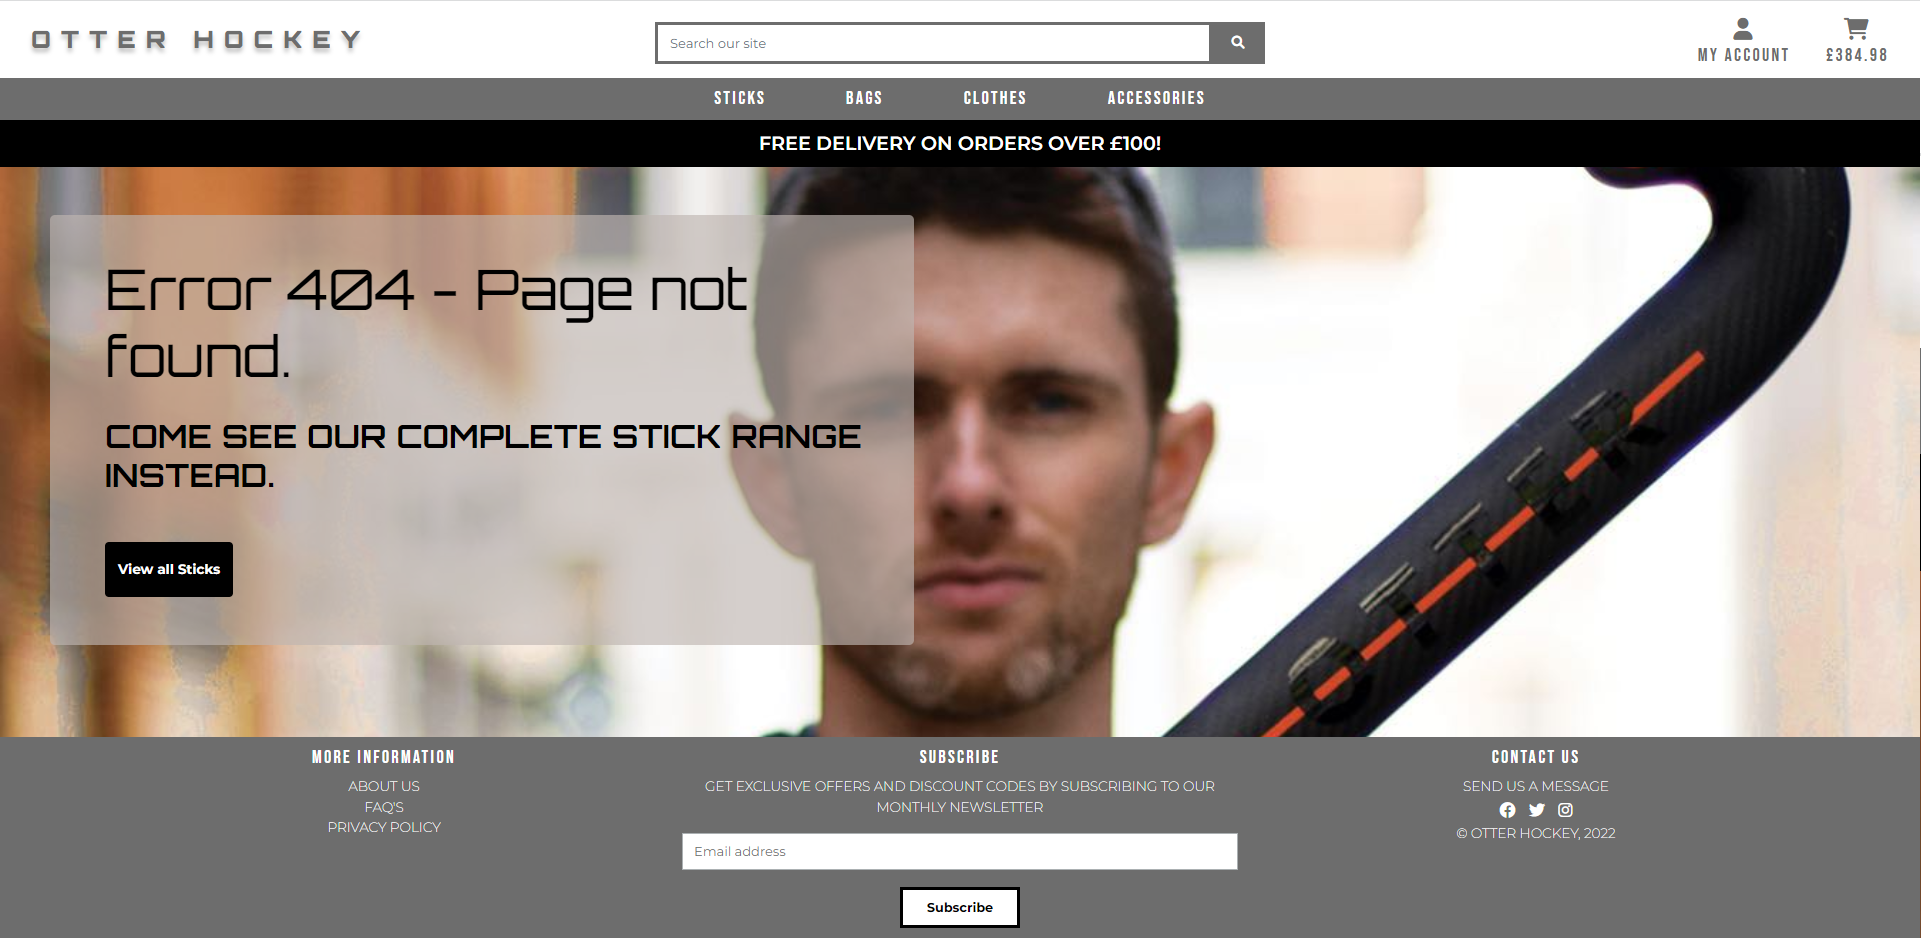 OTTER HOCKEY
Search our site
MY ACCOUNT
£384.98
STICKS
BAGS
CLOTHES
ACCESSORIES
FREE DELIVERY ON ORDERS OVER £100!
Error 404 - Page not
found.
COME SEE OUR COMPLETE STICK RANGE
INSTEAD.
View all Sticks
MORE INFORMATION
ABOUT US
FAQ'S
PRIVACY POLICY
SUBSCRIBE
GET EXCLUSIVE OFFERS AND DISCOUNT CODES BY SUBSCRIBING TO OUR
MONTHLY NEWSLETTER
Email address
Subscribe
CONTACT US
SEND US A MESSAGE
© OTTER HOCKEY, 2022